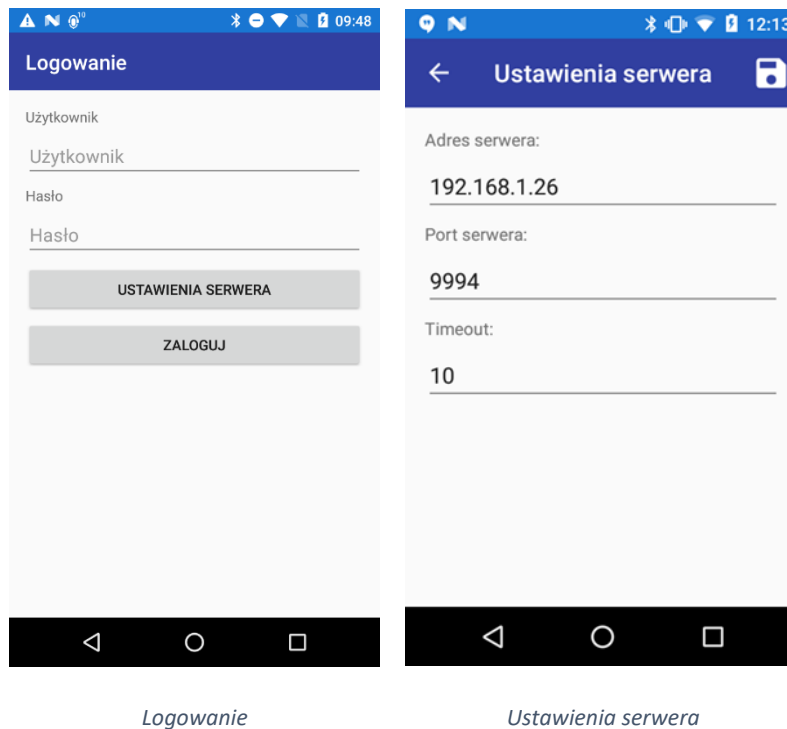 09:48
Logowanie
Użytkownik
Użytkownik
Hasło
Hasło
USTAWIENIA SERWERA
ZALOGUJ
Logowanie
12:13
Ustawienia serwera
Adres serwera:
192.168.1.26
Port serwera:
9994
Timeout:
10
Ustawienia serwera